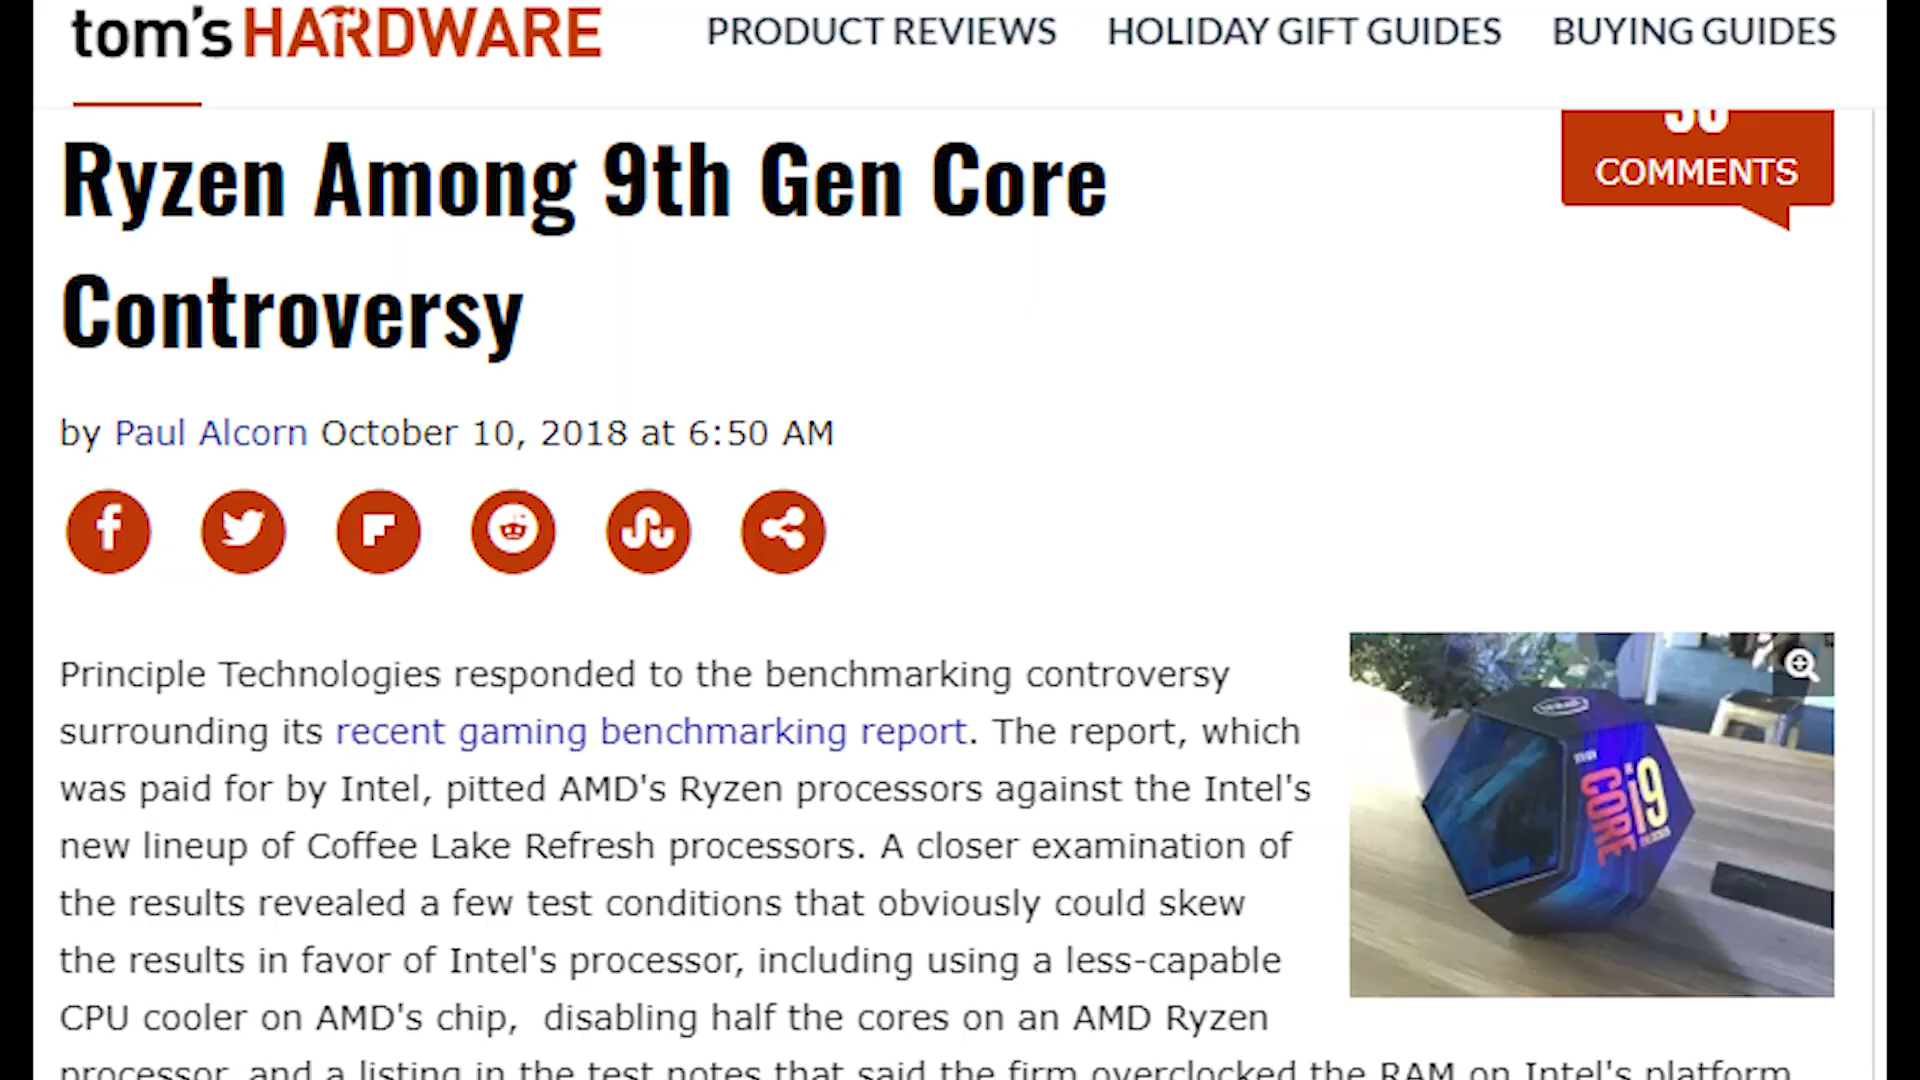 tom's HARDWARE
PRODUCT REVIEWS HOLIDAY GIFT GUIDES BUYING GUIDES
COMMENTS
Ryzen Among 9th Gen Core
Controversy
by Paul Alcorn October 10, 2018 at 6:50 AM
Principle Technologies responded to the benchmarking controversy
surrounding its recent gaming benchmarking report. The report, which
was paid for by Intel, pitted AMD's Ryzen processors against the Intel's
new lineup of Coffee Lake Refresh processors. A closer examination of
the results revealed a few test conditions that obviously could skew
the results in favor of Intel's processor, including using a less-capable
CPU cooler on AMD's chip, disabling half the cores on an AMD Ryzen
processor, and a listing in the test notes that said the firm overclocked the RAM on Intel's platform
intel
CORE
i9